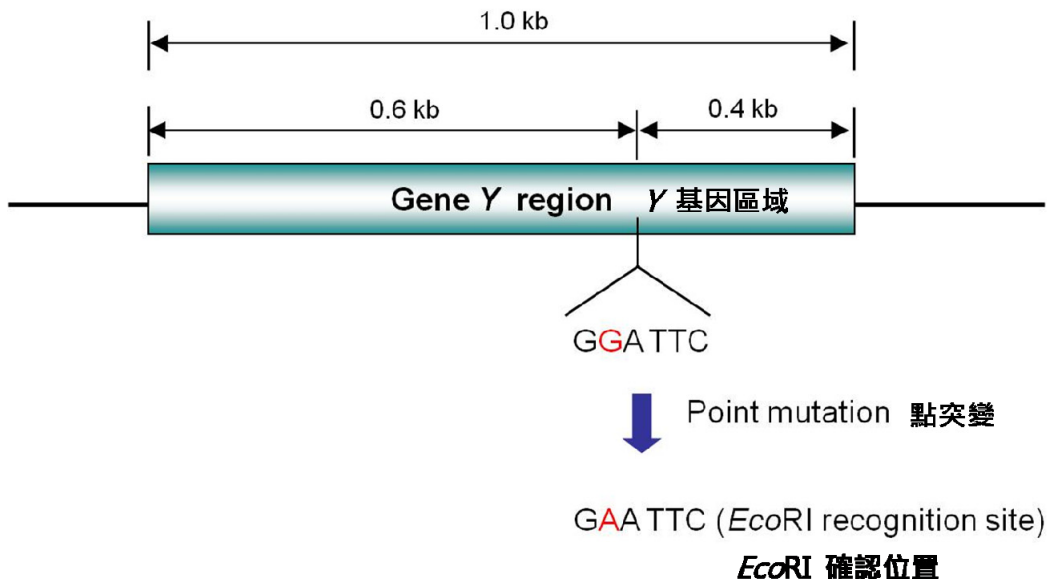 1.0 kb
0.6 kb 0.4 kb
Gene Y region Y 基因區域
GGATTC
Point mutation 點突變
GAATTC (EcoRI recognition site)
EcoRI 確認位置